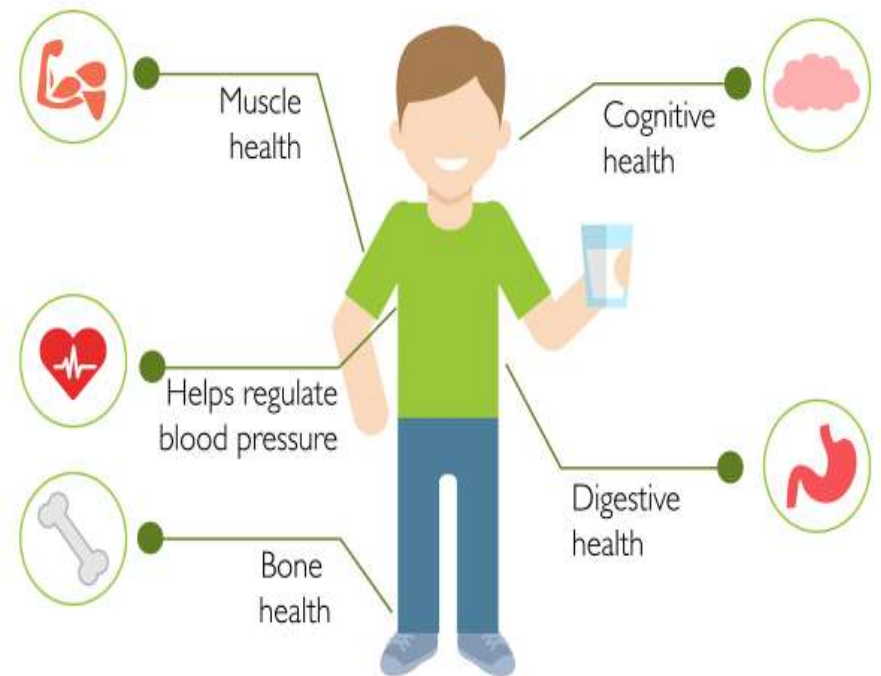 Muscle
health
Cognitive
health
Helps regulate
blood pressure
Digestive
health
Bone
health